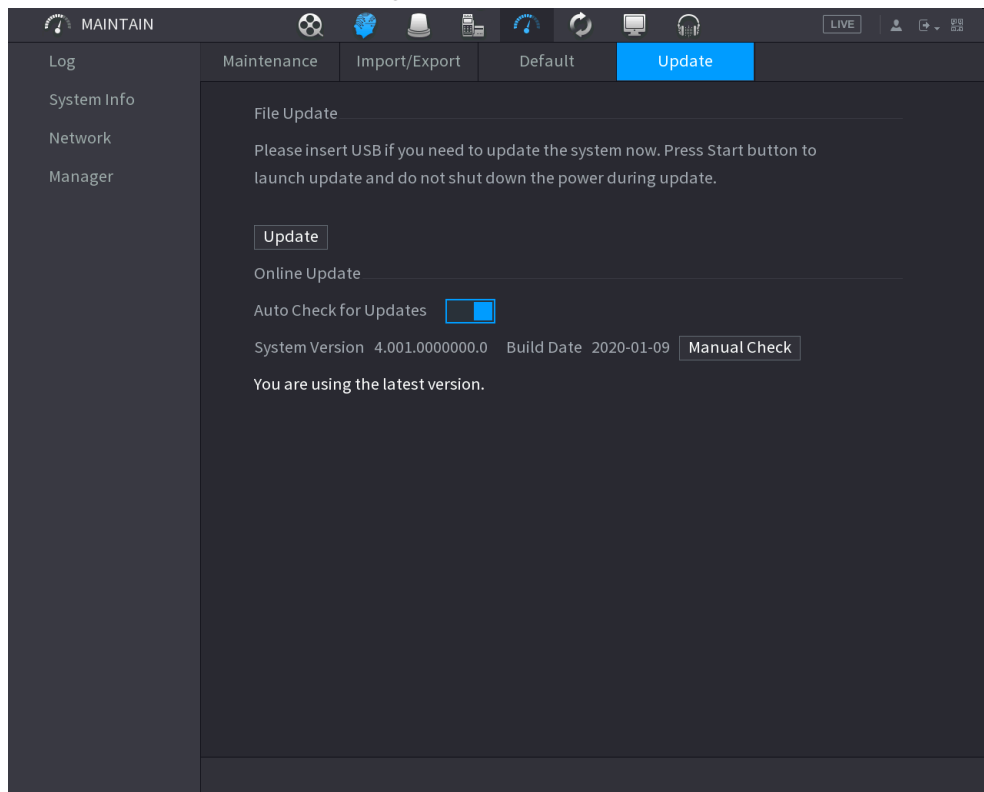 MAINTAIN
LIVE
Log
System Info
Network
Manager
Maintenance Import/Export Default Update
File Update
Please insert USB if you need to update the system now. Press Start button to
launch update and do not shut down the power during update.
Update
Online Update
Auto Check for Updates
System Version 4.001.0000000.0 Build Date 2020-01-09 Manual Check
You are using the latest version.